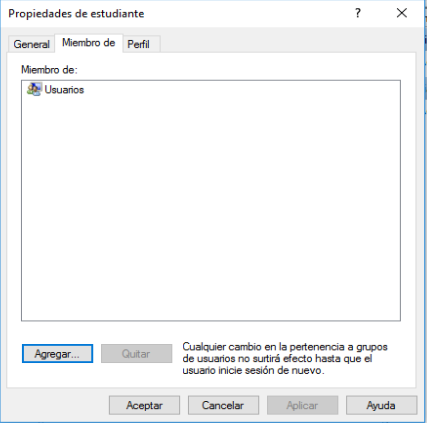 Propiedades de estudiante
General Miembro de Perfil
Miembro de:
Usuarios
Agregar...
Quitar
Cualquier cambio en la pertenencia a grupos
de usuarios no surtirá efecto hasta que el
usuario inicie sesión de nuevo.
Aceptar
Cancelar
Aplicar
Ayuda